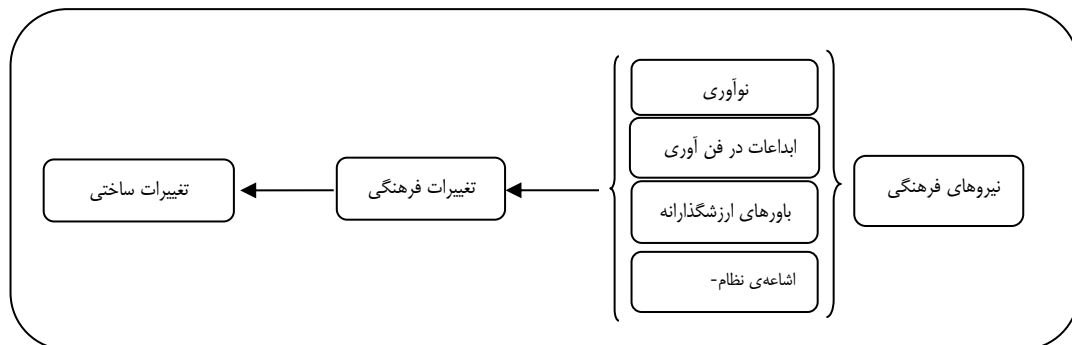 نوآوری
ابداعات در فن آوری
نیروهای فرهنگی
تغییرات فرهنگی
تغییرات ساختی
باورهای ارزشگذارانه
اشاعه‌ی نظام-